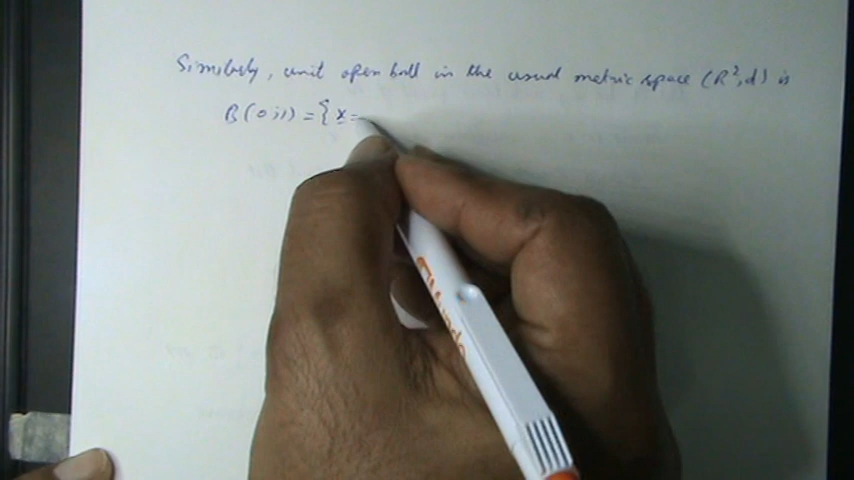 Similarly, unit open ball in the usual metric space (R², d) is
B(0;1) = { x =